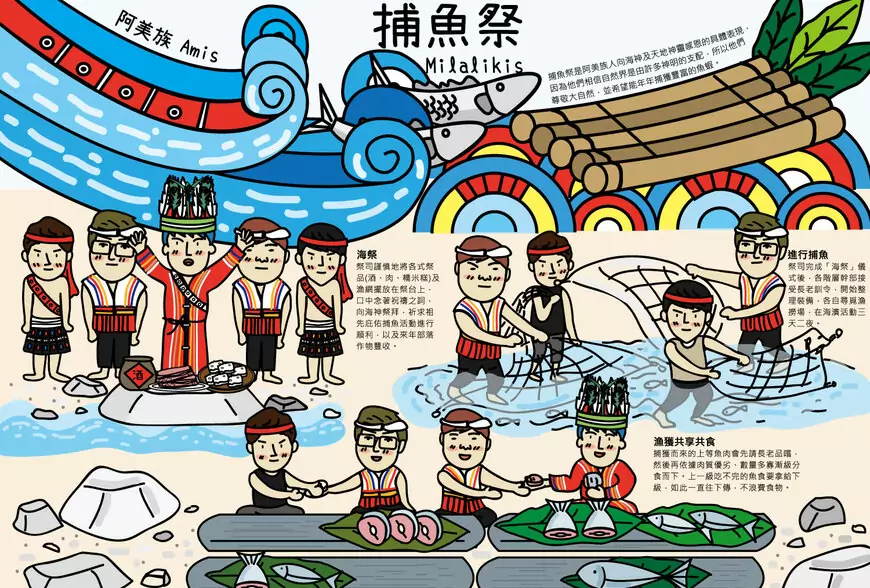 阿美族 Amis
捕魚祭
Milalikis
捕魚祭是阿美族人向海神及天地神靈感恩的具體表現，
因為他們相信自然界是由許多神明的支配，所以他們
尊敬大自然，並希望能年年捕獲豐富的魚蝦。
海祭
祭司謹慎地將各式祭
品(酒、肉、糯米糕)及
漁網擺放在祭台上，
口中念著祝禱之詞，
向海神祭拜，祈求祖
先庇佑捕魚活動進行
順利，以及來年部落
作物豐收。
酒
進行捕魚
祭司完成「海祭」儀
式後，各階層幹部接
受長老訓令，開始整
理裝備，各自尋覓漁
撈場，在海濱活動三
天二夜。
漁獲共享共食
捕獲而來的上等魚肉會先請長老品嚐，
然後再依據肉質優劣、數量多寡漸級分
食而下。上一級吃不完的魚食要拿給下
級，如此一直往下傳，不浪費食物。